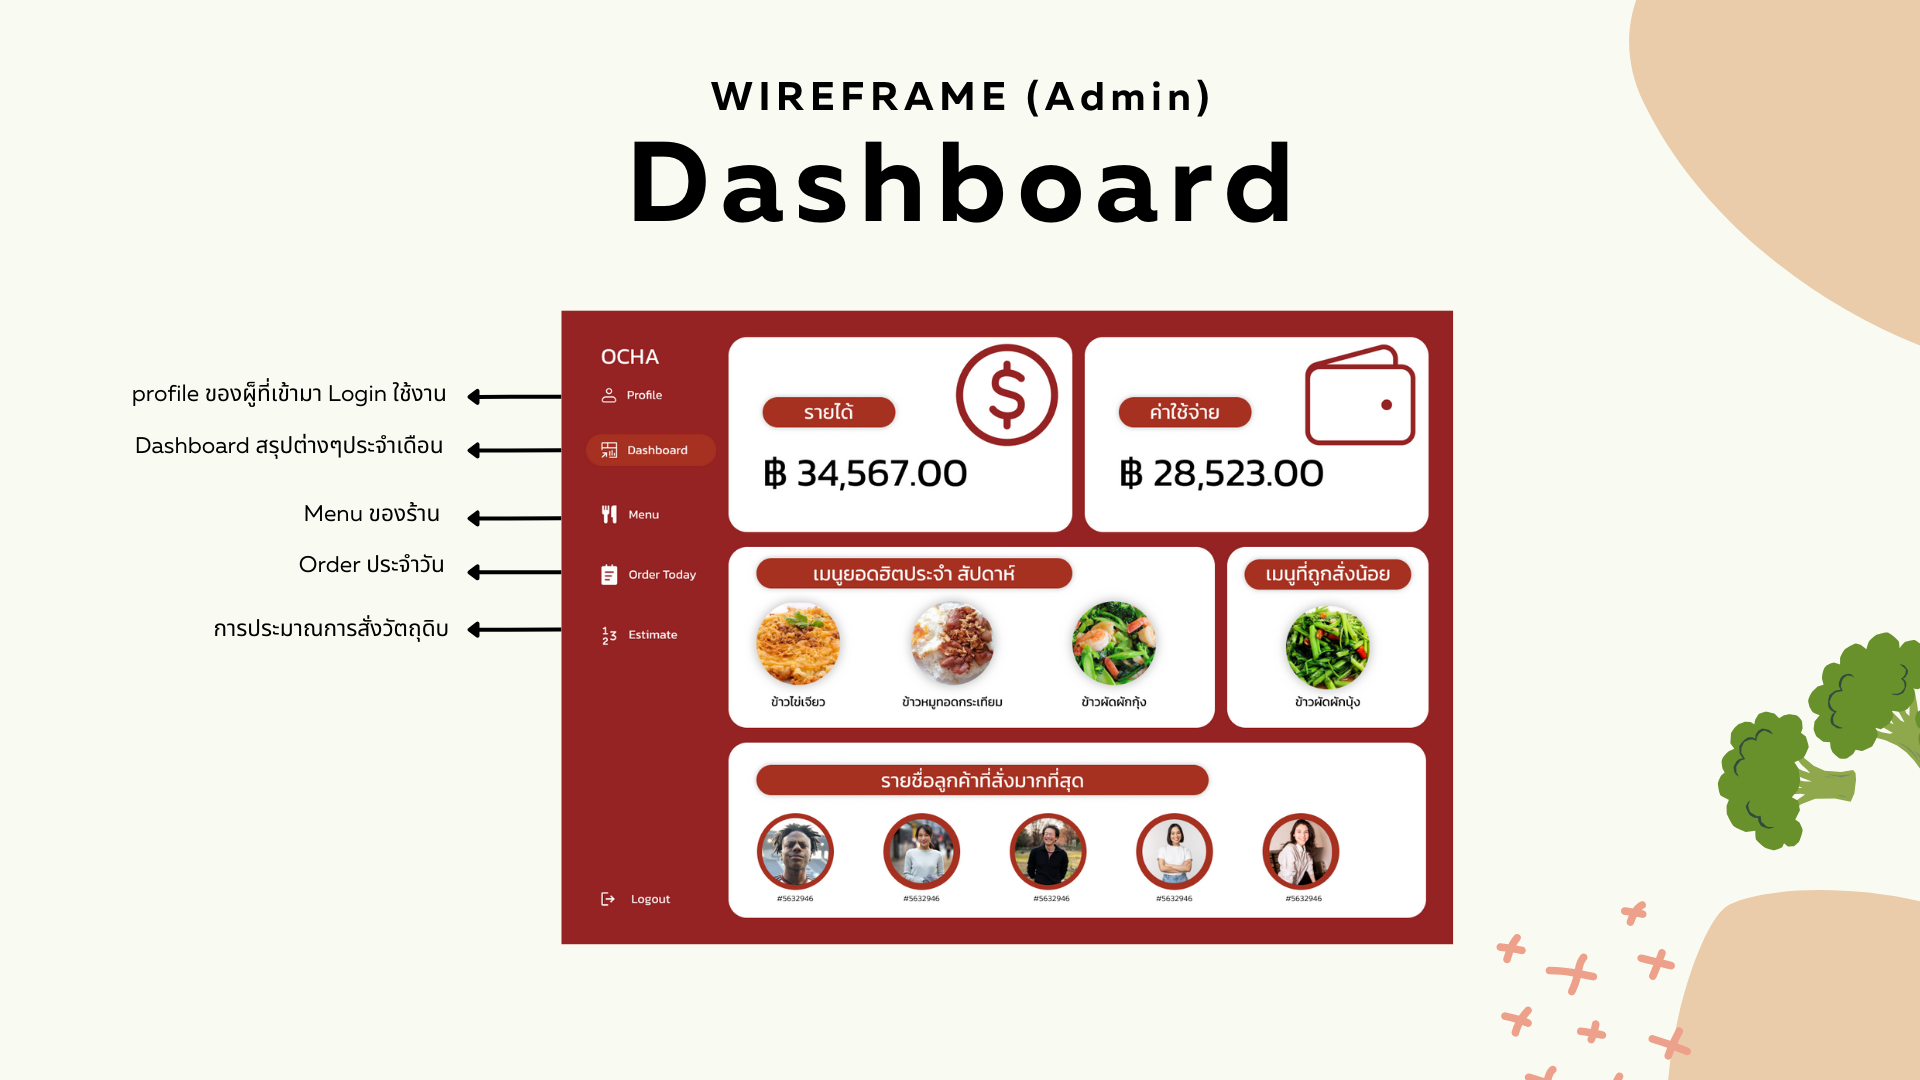 WIREFRAME (Admin)
Dashboard
profile ของผู้ที่เข้ามา Login ใช้งาน
Dashboard สรุปต่างๆประจำเดือน
Menu ของร้าน
Order ประจำวัน
การประมาณการสั่งวัตถุดิบ
OCHA
Profile
Dashboard
Menu
Order Today
Estimate
Logout
รายได้
฿ 34,567.00
ค่าใช้จ่าย
฿ 28,523.00
เมนูยอดฮิตประจำ สัปดาห์
ข้าวไข่เจียว
ข้าวหมูทอดกระเทียม
ข้าวผัดผักกุ้ง
เมนูที่ถูกสั่งน้อย
ข้าวผัดผักบุ้ง
รายชื่อลูกค้าที่สั่งมากที่สุด
#5632946
#5632946
#5632946
#5632946
#5632946